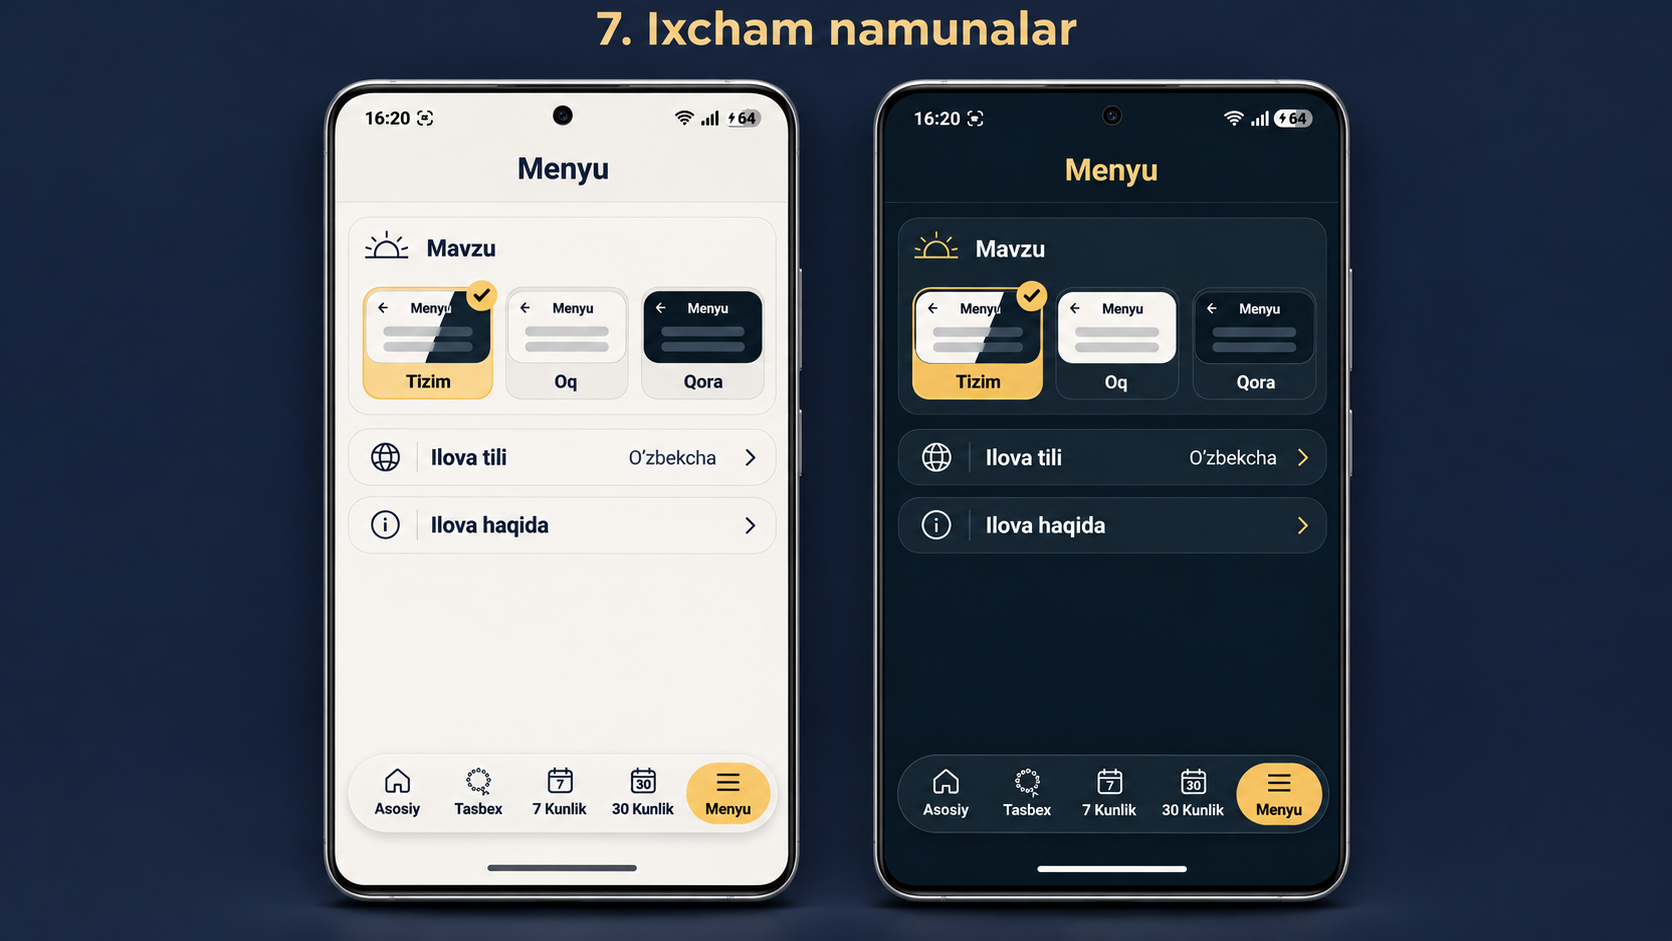 7. Ixcham namunalar
16:20
64
Menyu
Mavzu
Menyu
Menyu
Menyu
Tizim
Oq
Qora
Ilova tili
O‘zbekcha
Ilova haqida
Asosiy
Tasbex
7
7 Kunlik
30
30 Kunlik
Menyu
16:20
64
Menyu
Mavzu
Menyu
Menyu
Menyu
Tizim
Oq
Qora
Ilova tili
O‘zbekcha
Ilova haqida
Asosiy
Tasbex
7
7 Kunlik
30
30 Kunlik
Menyu